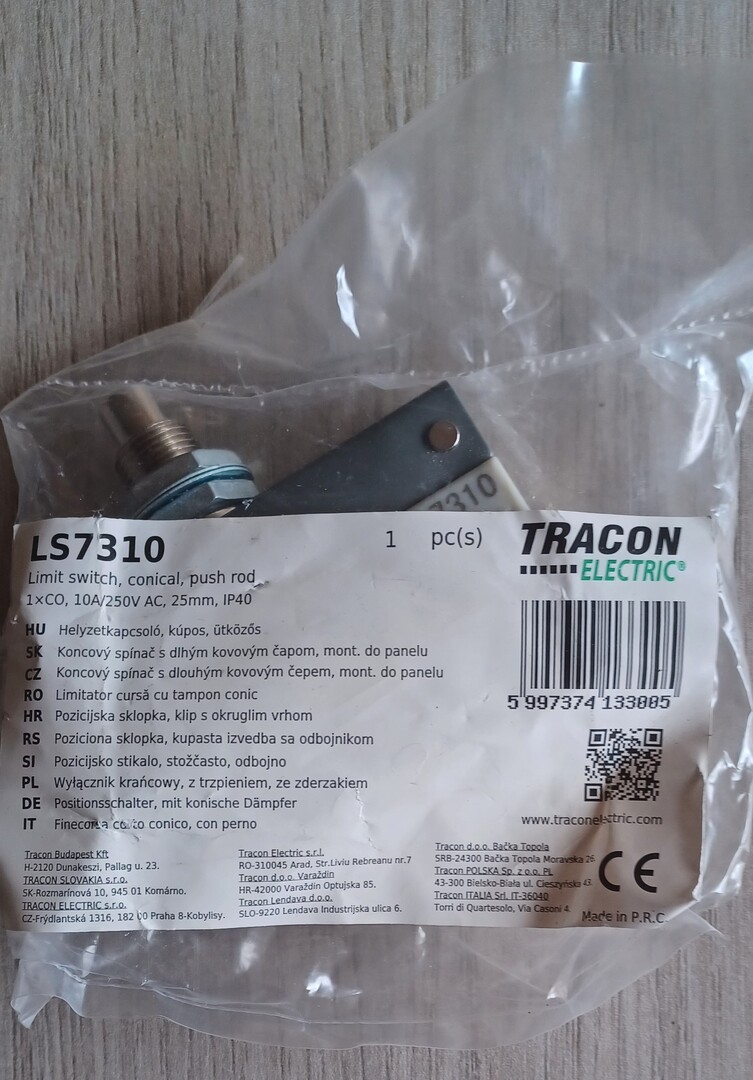 7310
LS7310
1 pc(s)
TRACON
ELECTRIC®
Limit switch, conical, push rod
1×CO, 10A/250V AC, 25mm, IP40
HU Helyzetkapcsoló, kúpos, ütközős
SK Koncový spínač s dlhým kovovým čapom, mont. do panelu
CZ Koncový spínač s dlouhým kovovým čepem, mont. do panelu
RO Limitator cursă cu tampon conic
HR Pozicijska sklopka, klip s okruglim vrhom
RS Poziciona sklopka, kupasta izvedba sa odbojnikom
SI Pozicijsko stikalo, stožčasto, odbojno
PL Wyłącznik krańcowy, z trzpieniem, ze zderzakiem
DE Positionsschalter, mit konische Dämpfer
IT Finecorsa corto conico, con perno
5 997374 133005
www.traconelectric.com
Tracon Budapest Kft
H-2120 Dunakeszi, Pallag u. 23.
TRACON SLOVAKIA s.r.o.
SK-Rozmarínová 10, 945 01 Komárno.
TRACON ELECTRIC s.r.o.
CZ-Frýdlantská 1316, 182 00 Praha 8-Kobylisy.
Tracon Electric s.r.l.
RO-310045 Arad, Str.Liviu Rebreanu nr.7
Tracon d.o.o. Varaždin
HR-42000 Varaždin Optujska 85.
Tracon Lendava d.o.o.
SLO-9220 Lendava Industrijska ulica 6.
Tracon d.o.o. Bačka Topola
SRB-24300 Bačka Topola Moravska 26.
Tracon POLSKA Sp. z o.o. PL
43-300 Bielsko-Biała ul. Cieszyńska 43.
Tracon ITALIA Srl. IT-36040
Torri di Quartesolo, Via Casoni 4.
CE
Made in P.R.C.